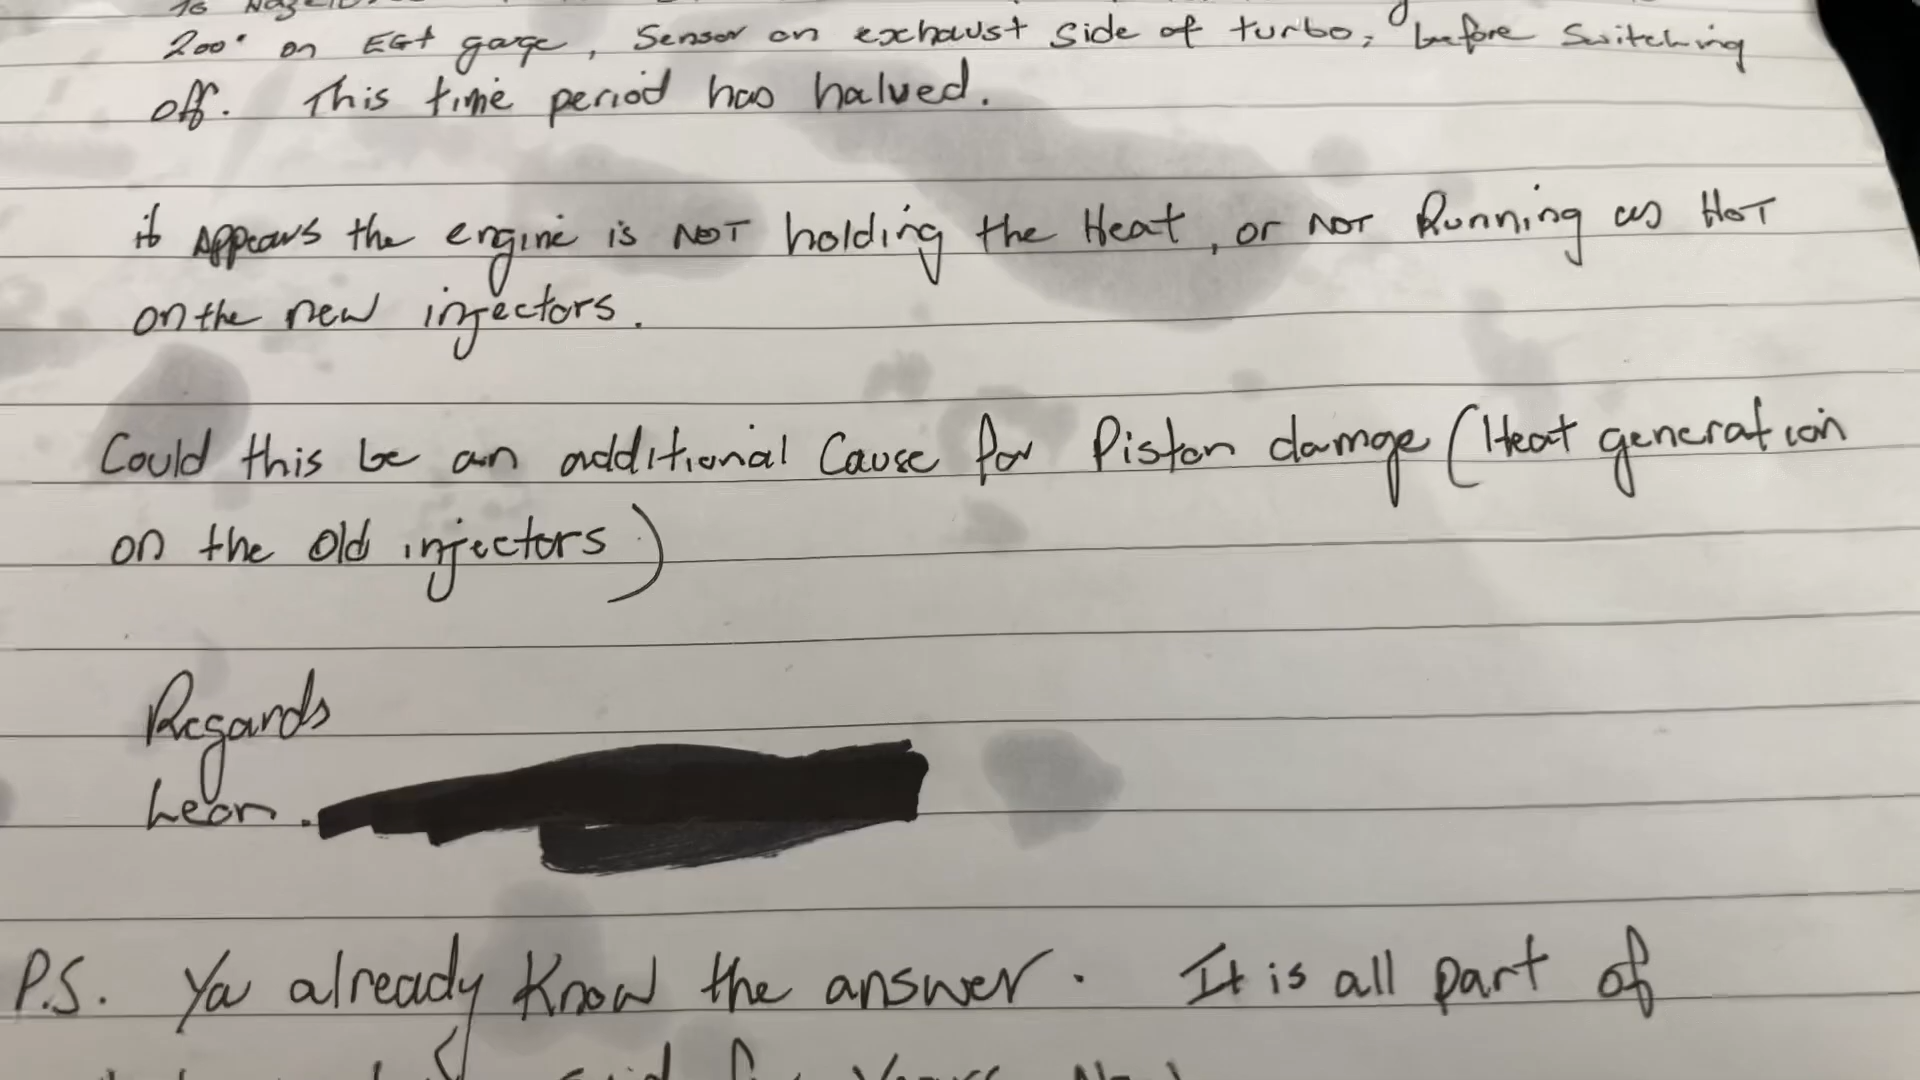 200° on EGT gage, Sensor on exchaust side of turbo, before switching
off. This time period has halved.
it Appears the engine is NOT holding the Heat, or NOT Running as HOT
on the new injectors.
Could this be an additional Cause for Piston damage (Heat generation
on the Old injectors)
Regards
Leon.
P.S. Ya already Know the answer. It is all part of